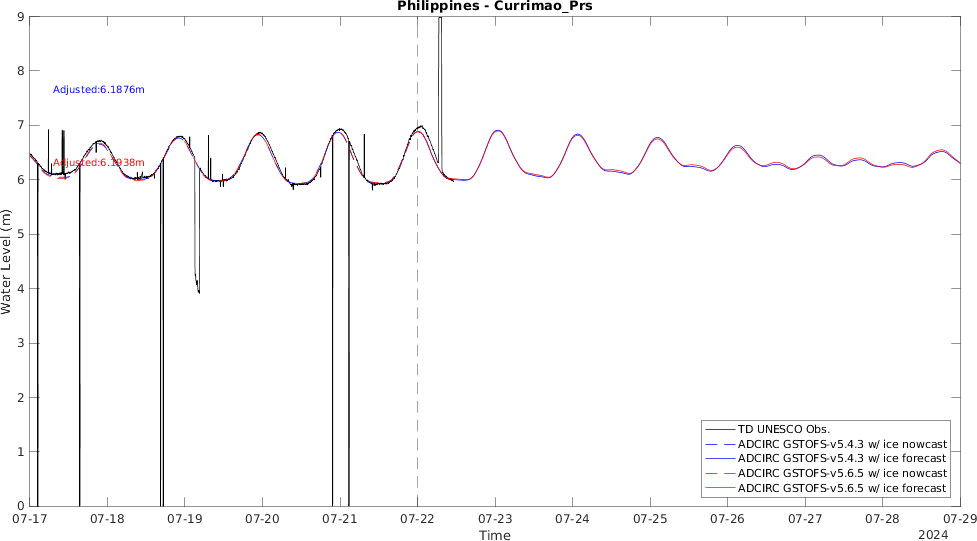 Philippines - Currimao_Prs
9
8
7
6
5
4
3
2
1
0
Water Level (m)
Adjusted:6.1876m
Adjusted:6.1938m
TD UNESCO Obs.
ADCIRC GSTOFS-v5.4.3 w/ ice nowcast
ADCIRC GSTOFS-v5.4.3 w/ ice forecast
ADCIRC GSTOFS-v5.6.5 w/ ice nowcast
ADCIRC GSTOFS-v5.6.5 w/ ice forecast
07-17 07-18 07-19 07-20 07-21 07-22 07-23 07-24 07-25 07-26 07-27 07-28 07-29
Time 2024